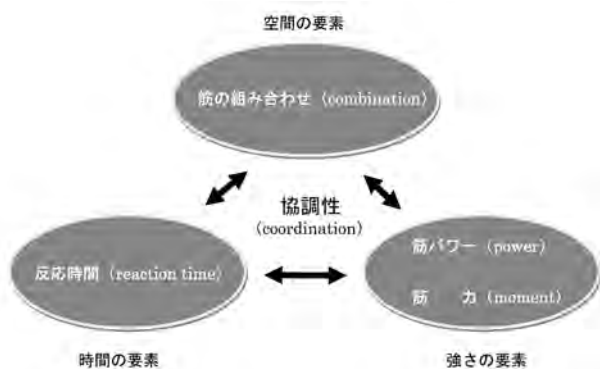 空間の要素
筋の組み合わせ（combination）
協調性
（coordination）
反応時間（reaction time）
筋パワー（power）
筋　力（moment）
時間の要素
強さの要素